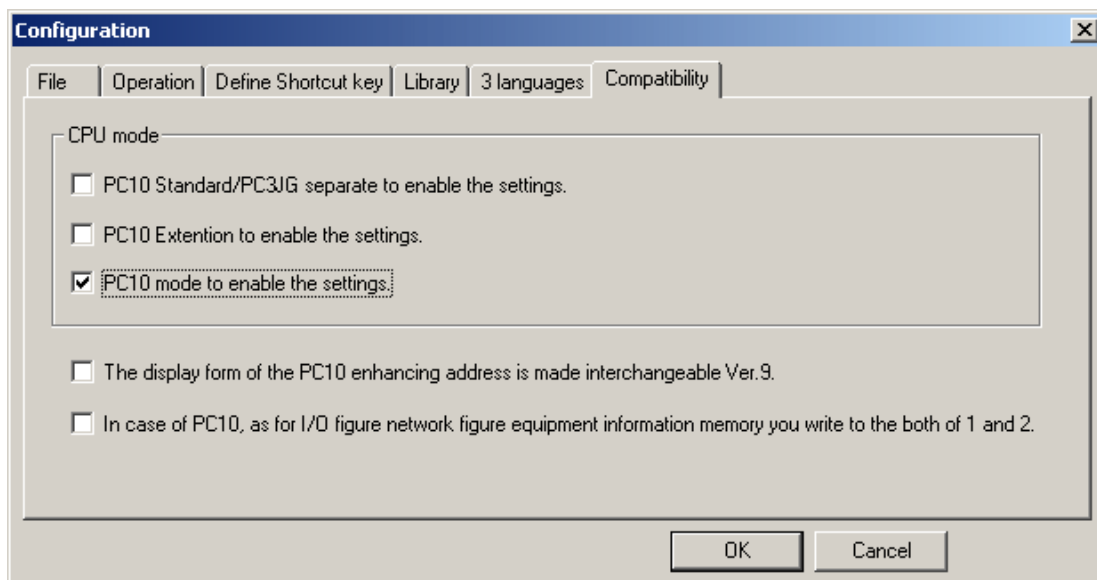 Configuration
File Operation Define Shortcut key Library 3 languages Compatibility
CPU mode
PC10 Standard/PC3JG separate to enable the settings.
PC10 Extention to enable the settings.
PC10 mode to enable the settings.
The display form of the PC10 enhancing address is made interchangeable Ver.9.
In case of PC10, as for I/O figure network figure equipment information memory you write to the both of 1 and 2.
OK Cancel